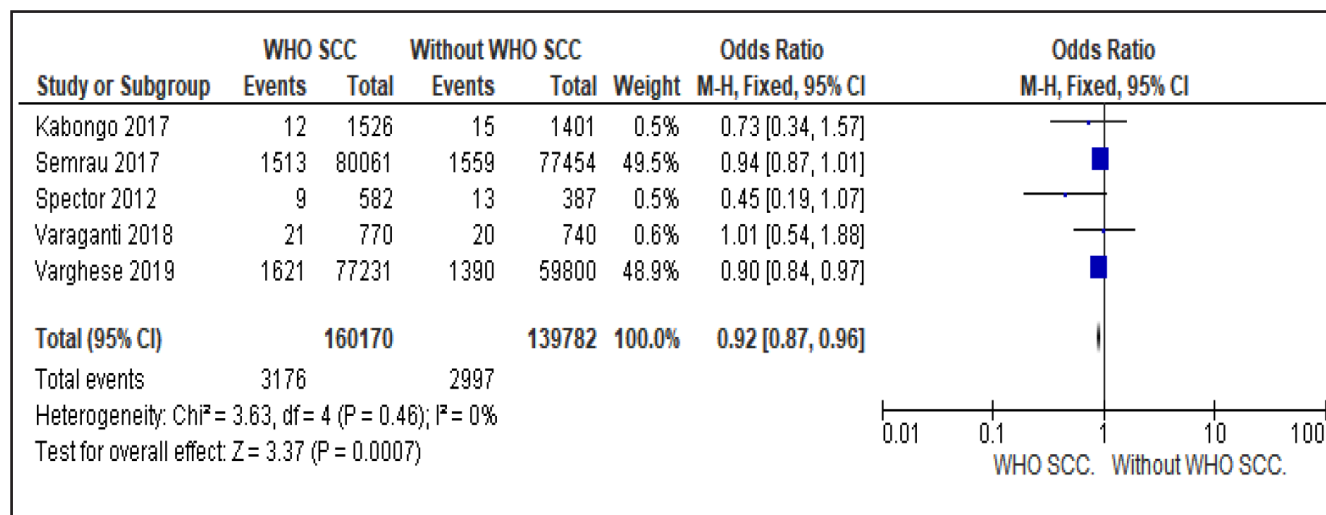 WHO SCC Without WHO SCC Odds Ratio Odds Ratio
Study or Subgroup Events Total Events Total Weight M-H, Fixed, 95% CI M-H, Fixed, 95% CI
Kabongo 2017 12 1526 15 1401 0.5% 0.73 [0.34, 1.57]
Semrau 2017 1513 80061 1559 77454 49.5% 0.94 [0.87, 1.01]
Spector 2012 9 582 13 387 0.5% 0.45 [0.19, 1.07]
Varaganti 2018 21 770 20 740 0.6% 1.01 [0.54, 1.88]
Varghese 2019 1621 77231 1390 59800 48.9% 0.90 [0.84, 0.97]
Total (95% CI) 160170 139782 100.0% 0.92 [0.87, 0.96]
Total events 3176 2997
Heterogeneity: Chi² = 3.63, df = 4 (P = 0.46); I² = 0%
Test for overall effect: Z = 3.37 (P = 0.0007)
0.01 0.1 1 10 100
WHO SCC. Without WHO SCC.